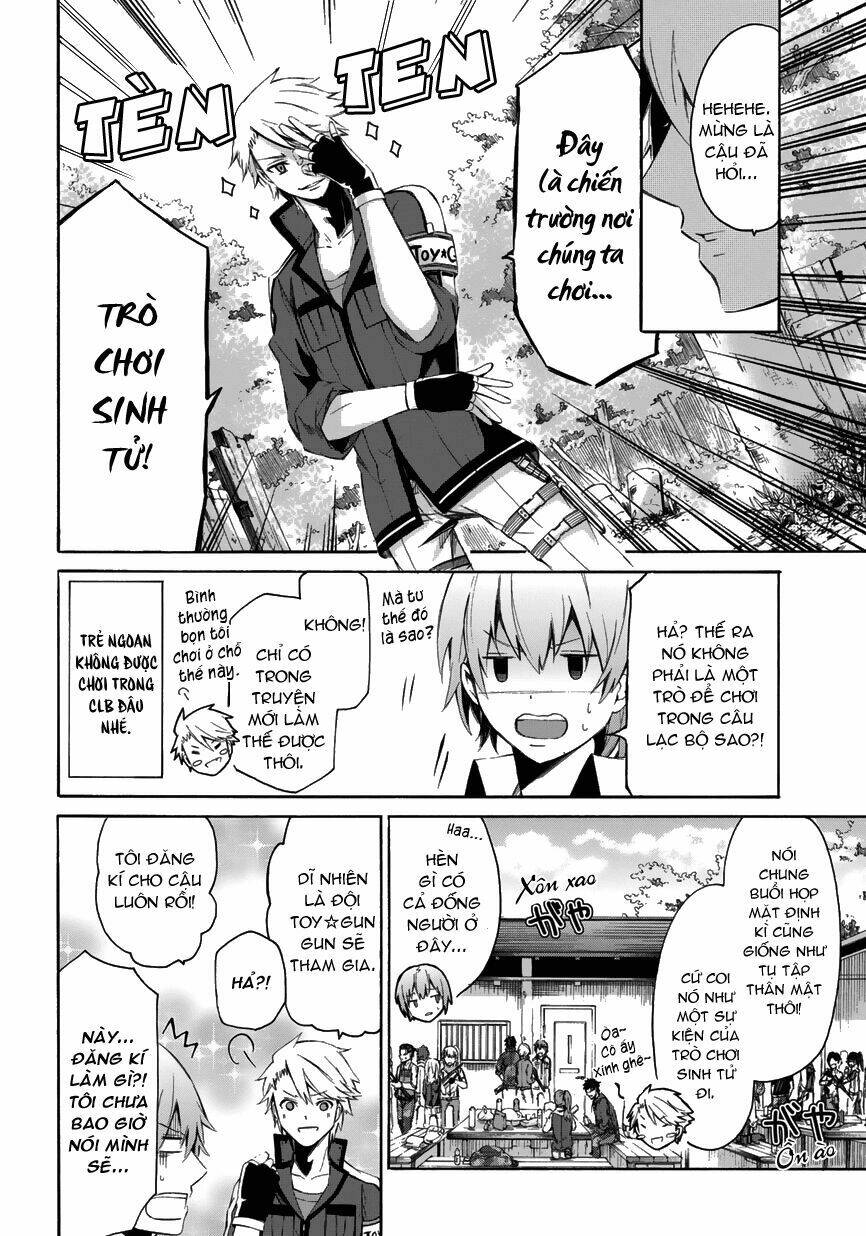 HEHEHE.
MỪNG LÀ
CẬU ĐÃ
HỎI...
Đây
là chiến
trường nơi
chúng ta
chơi...
TÈN
TEN
TOY★G
TRÒ
CHƠI
SINH
TỬ!
HẢ? THẾ RA
NÓ KHÔNG
PHẢI LÀ MỘT
TRÒ ĐỂ CHƠI
TRONG CÂU
LẠC BỘ SAO?!
Mà tư
thế đó
là sao?
KHÔNG!
CHỈ CÓ
TRONG
TRUYỆN
MỚI LÀM
THẾ ĐƯỢC
THÔI.
Bình
thường
bọn tôi
chơi ở chỗ
thế này.
TRẺ NGOAN
KHÔNG ĐƯỢC
CHƠI TRONG
CLB ĐÂU
NHÉ.
NÓI
CHUNG
BUỔI HỌP
MẶT ĐỊNH
KÌ CŨNG
GIỐNG NHƯ
TỤ TẬP
THÂN MẬT
THÔI!
CỨ COI
NÓ NHƯ
MỘT SỰ
KIỆN CỦA
TRÒ CHƠI
SINH TỬ
ĐI.
Xôn xao
がや
Haa...
HÈN
GÌ CÓ
CẢ ĐỐNG
NGƯỜI Ở
ĐÂY...
Oa~
Cô ấy
xinh ghê~
がや
Ồn ào
DĨ NHIÊN
LÀ ĐỘI
TOY☆GUN
GUN SẼ
THAM GIA.
TÔI ĐĂNG
KÍ CHO CẬU
LUÔN RỒI!
HẢ?!
NÀY...
ĐĂNG KÍ
LÀM GÌ?!
TÔI CHƯA
BAO GIỜ
NÓI MÌNH
SẼ...